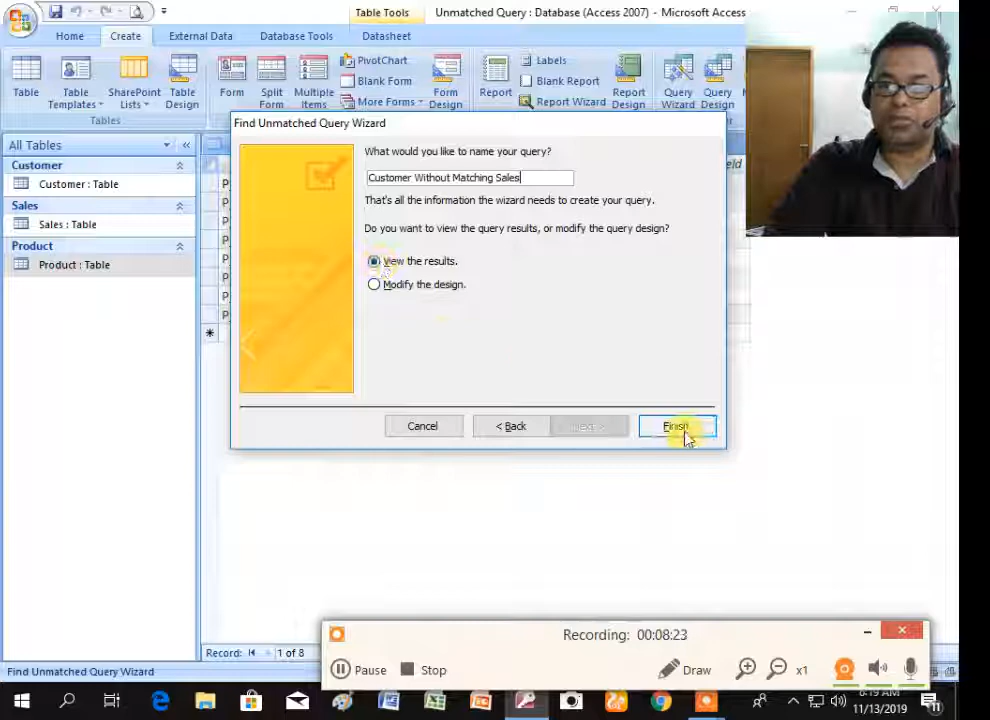 Table Tools
Unmatched Query : Database (Access 2007) - Microsoft Access
Home
Create
External Data
Database Tools
Datasheet
Table
Table Templates
SharePoint Lists
Table Design
Tables
Form
Split Form
Multiple Items
PivotChart
Blank Form
More Forms
Form Design
Report
Labels
Blank Report
Report Wizard
Report Design
Query Wizard
Query Design
All Tables
Customer
Customer : Table
Sales
Sales : Table
Product
Product : Table
Find Unmatched Query Wizard
What would you like to name your query?
Customer Without Matching Sales
That's all the information the wizard needs to create your query.
Do you want to view the query results, or modify the query design?
View the results.
Modify the design.
Cancel
< Back
Next >
Finish
Record:
1 of 8
Find Unmatched Query Wizard
Recording: 00:08:23
Pause
Stop
Draw
x1
6:19 AM
11/13/2019
11